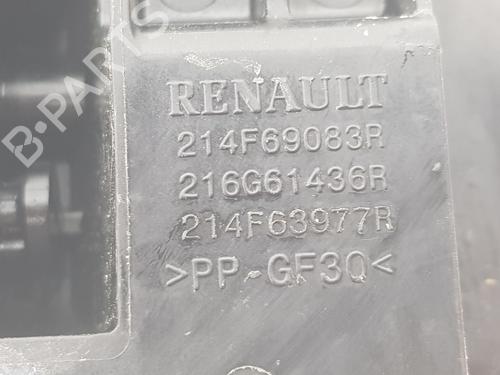 B-PARTS
RENAULT
214F69083R
216G61436R
214F63977R
>PP-GF30<